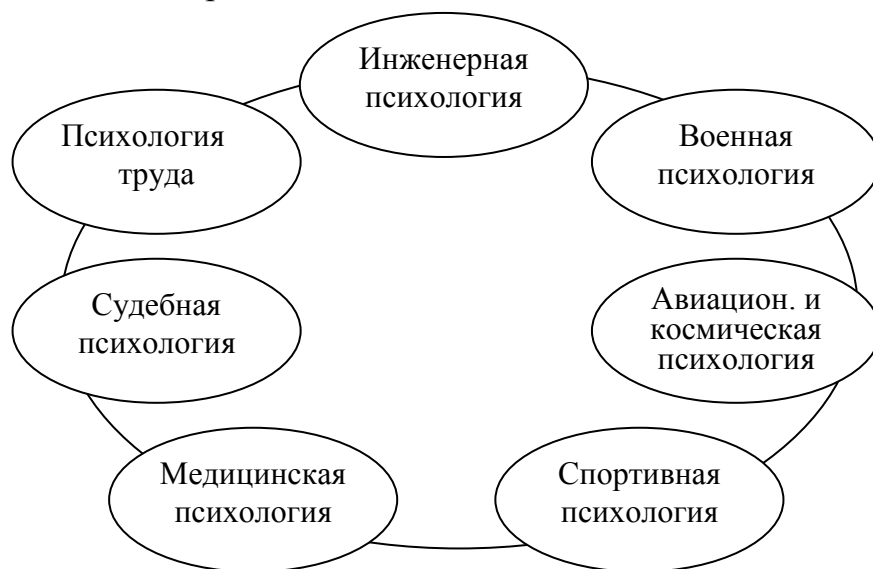 Инженерная
психология
Психология
труда
Военная
психология
Судебная
психология
Авиацион. и
космическая
психология
Медицинская
психология
Спортивная
психология